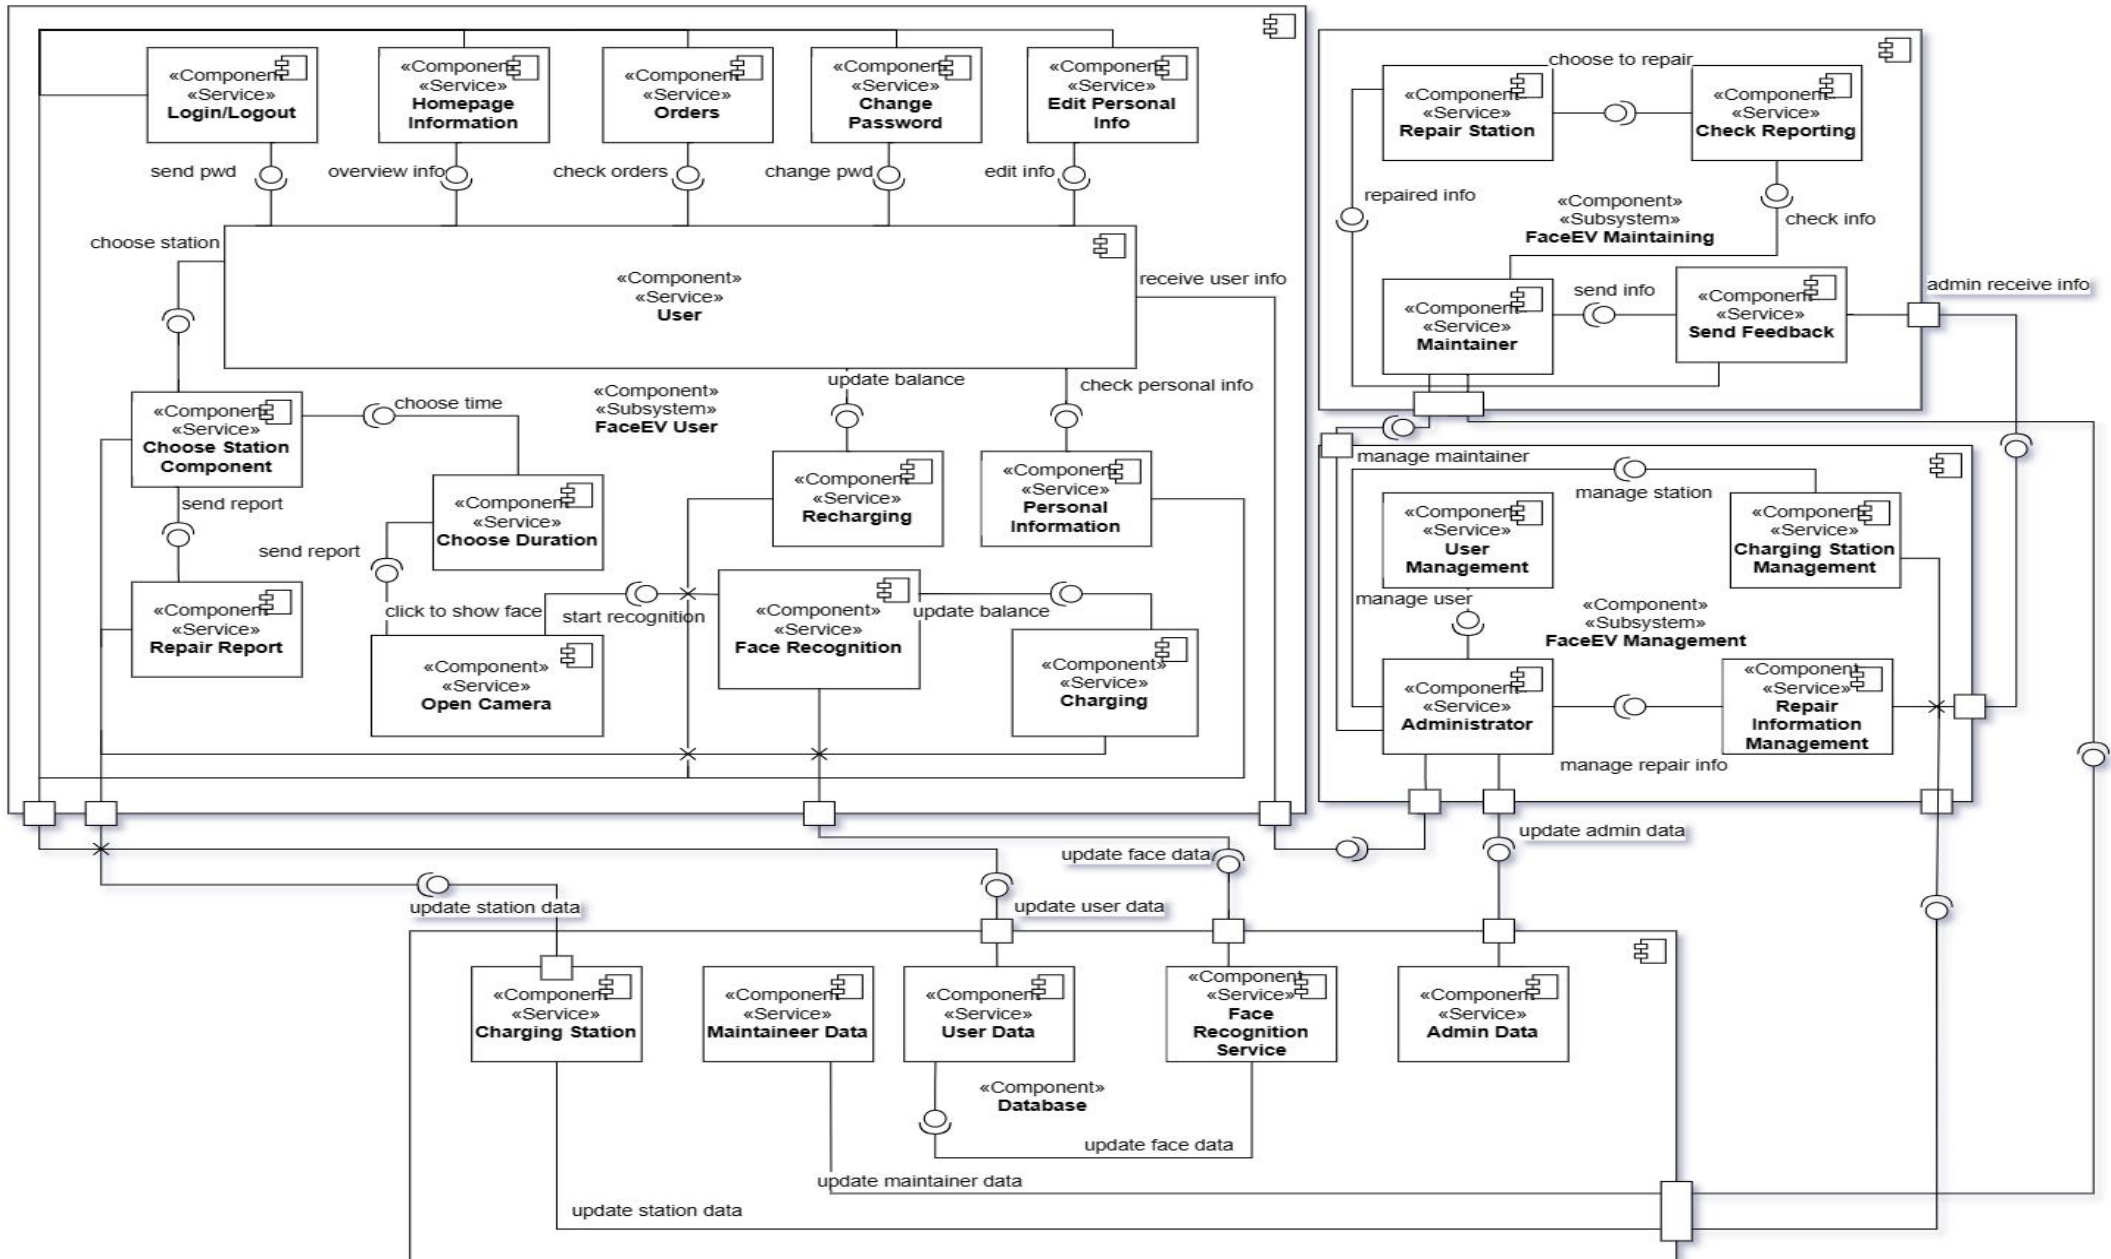 «Component»
«Service»
Login/Logout
«Component»
«Service»
Homepage
Information
«Component»
«Service»
Orders
«Component»
«Service»
Change
Password
«Component»
«Service»
Edit Personal
Info
send pwd
overview info
check orders
change pwd
edit info
choose station
«Component»
«Service»
User
receive user info
update balance
check personal info
«Component»
«Subsystem»
FaceEV User
«Component»
«Service»
Choose Station
Component
choose time
send report
«Component»
«Service»
Choose Duration
«Component»
«Service»
Recharging
«Component»
«Service»
Personal
Information
send report
«Component»
«Service»
Repair Report
click to show face
start recognition
«Component»
«Service»
Open Camera
«Component»
«Service»
Face Recognition
update balance
«Component»
«Service»
Charging
choose to repair
«Component»
«Service»
Repair Station
«Component»
«Service»
Check Reporting
repaired info
«Component»
«Subsystem»
FaceEV Maintaining
check info
send info
«Component»
«Service»
Maintainer
«Component»
«Service»
Send Feedback
admin receive info
manage maintainer
manage station
«Component»
«Service»
User
Management
«Component»
«Service»
Charging Station
Management
manage user
«Component»
«Subsystem»
FaceEV Management
«Component»
«Service»
Administrator
«Component»
«Service»
Repair
Information
Management
manage repair info
update admin data
update face data
update station data
update user data
«Component»
«Service»
Charging Station
«Component»
«Service»
Maintaineer Data
«Component»
«Service»
User Data
«Component»
«Service»
Face
Recognition
Service
«Component»
«Service»
Admin Data
«Component»
Database
update face data
update maintainer data
update station data